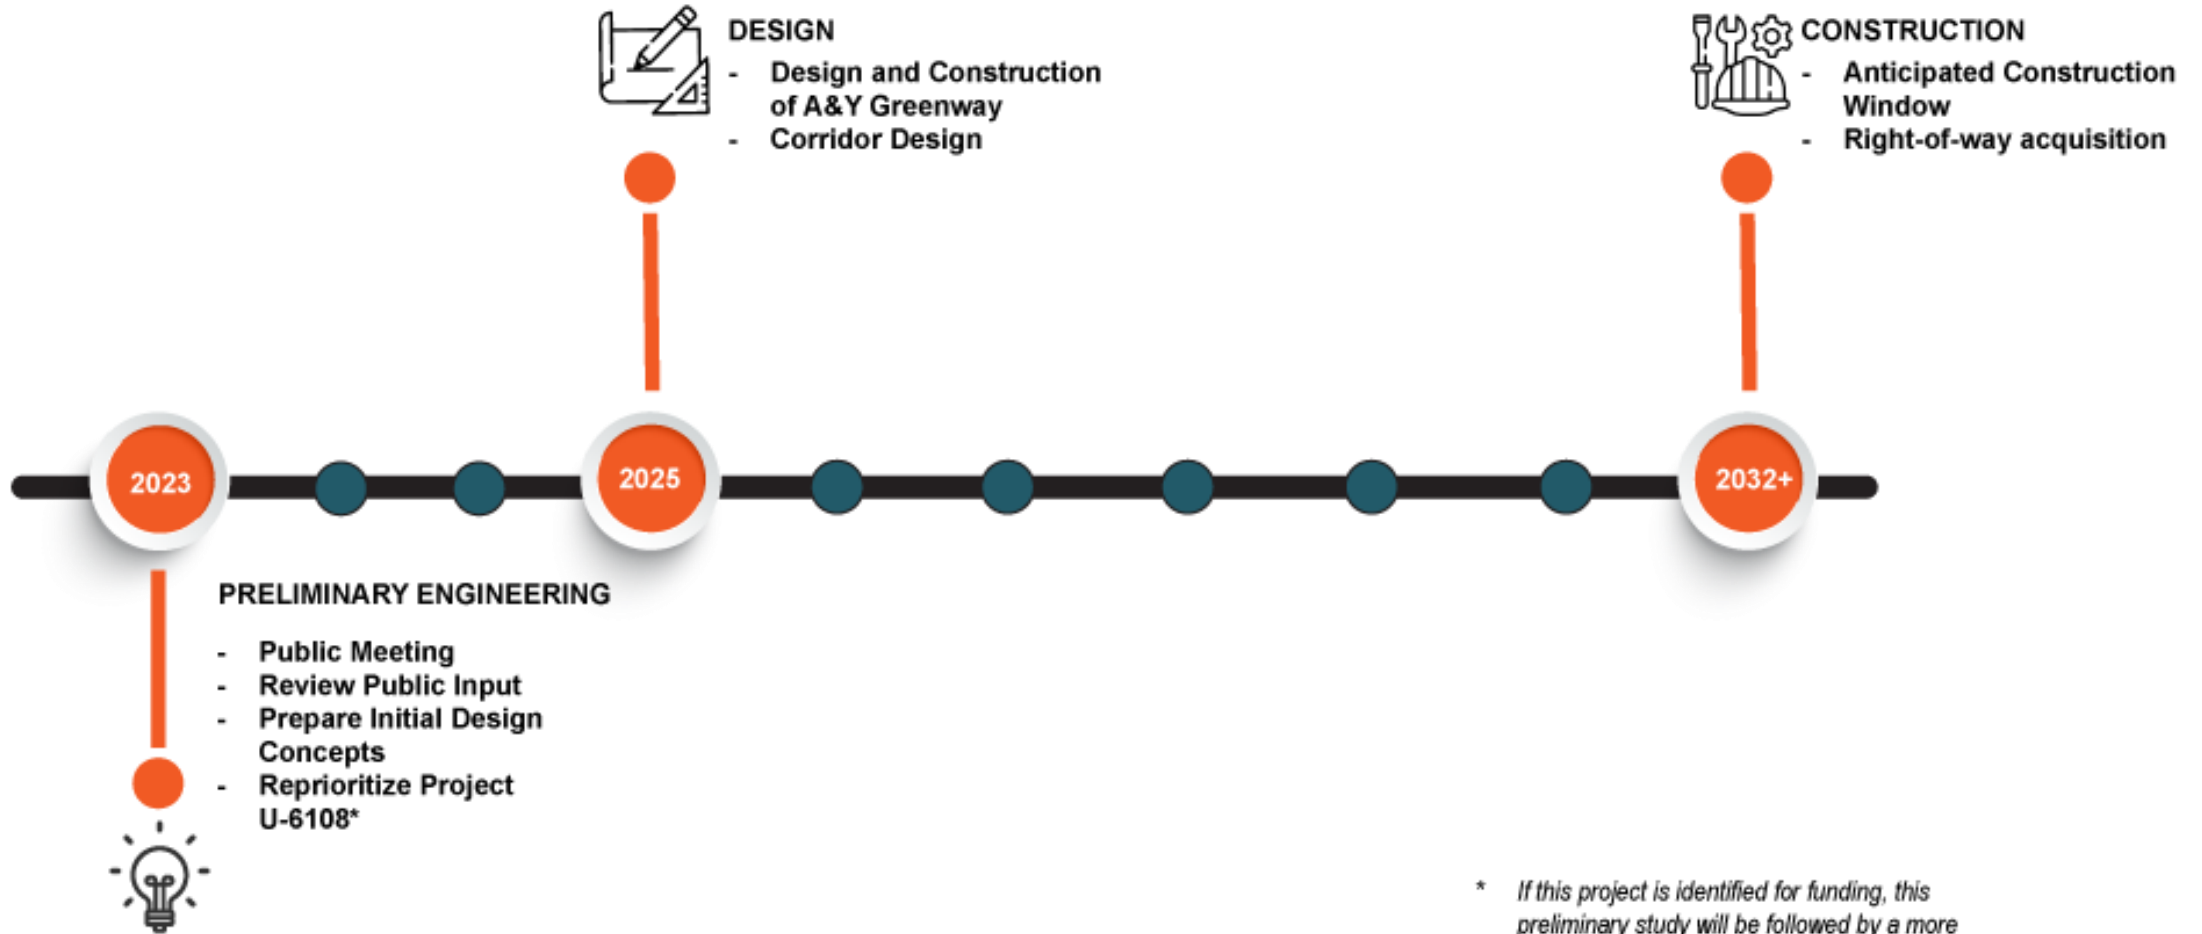 DESIGN
- Design and Construction
of A&Y Greenway
- Corridor Design
CONSTRUCTION
- Anticipated Construction
Window
- Right-of-way acquisition
2023
2025
2032+
PRELIMINARY ENGINEERING
- Public Meeting
- Review Public Input
- Prepare Initial Design
Concepts
- Reprioritize Project
U-6108*
* If this project is identified for funding, this
preliminary study will be followed by a more